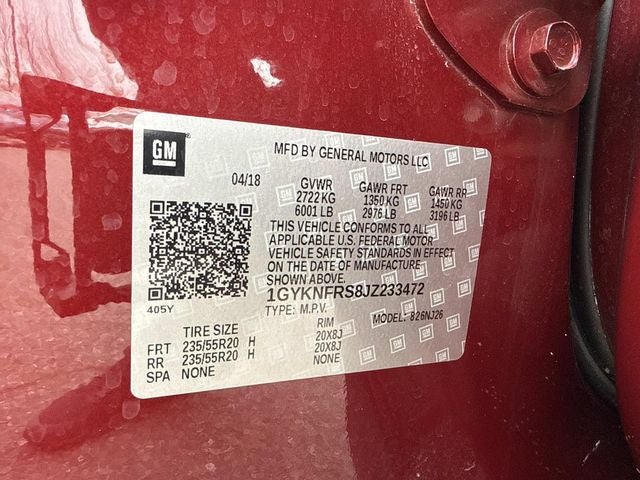 GM
MFD BY GENERAL MOTORS LLC
04/18 GVWR GAWR FRT GAWR RR
2722 KG 1350 KG 1450 KG
6001 LB 2976 LB 3196 LB
THIS VEHICLE CONFORMS TO ALL
APPLICABLE U.S. FEDERAL MOTOR
VEHICLE SAFETY STANDARDS IN EFFECT
ON THE DATE OF MANUFACTURE
SHOWN ABOVE.
1GYKNFRS8JZ233472
405Y TYPE: M.P.V. MODEL: 826NJ26
TIRE SIZE RIM
FRT 235/55R20 H 20X8J
RR 235/55R20 H 20X8J
SPA NONE NONE